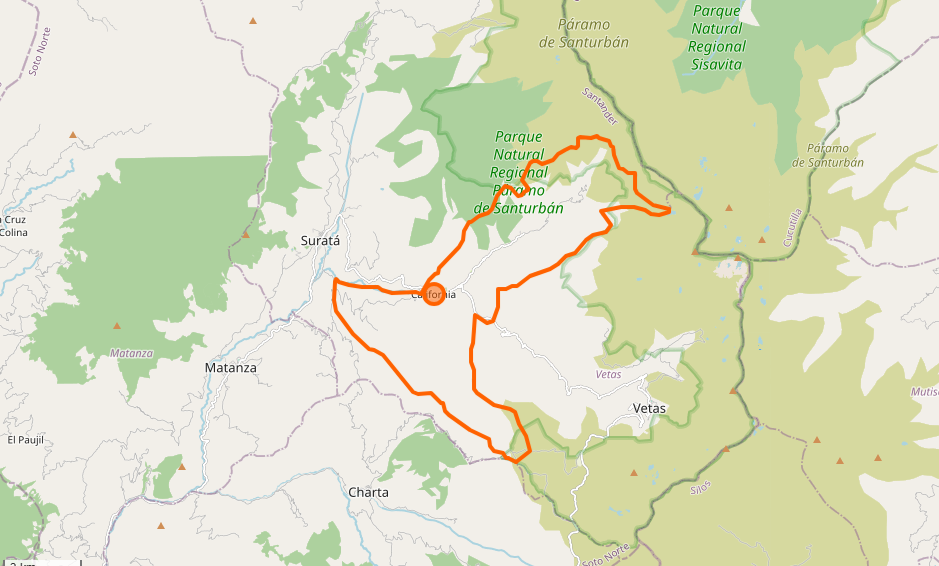 Soto Norte
Páramo
de Santurbán
Parque
Natural
Regional
Sisavita
Santander
Parque
Natural
Regional
Páramo
de Santurbán
Páramo
de Santurbán
Cruz
Colina
Suratá
Cucutilla
California
Matanza
Matanza
Vetas
Vetas
El Paujil
Charta
Silos
Soto Norte